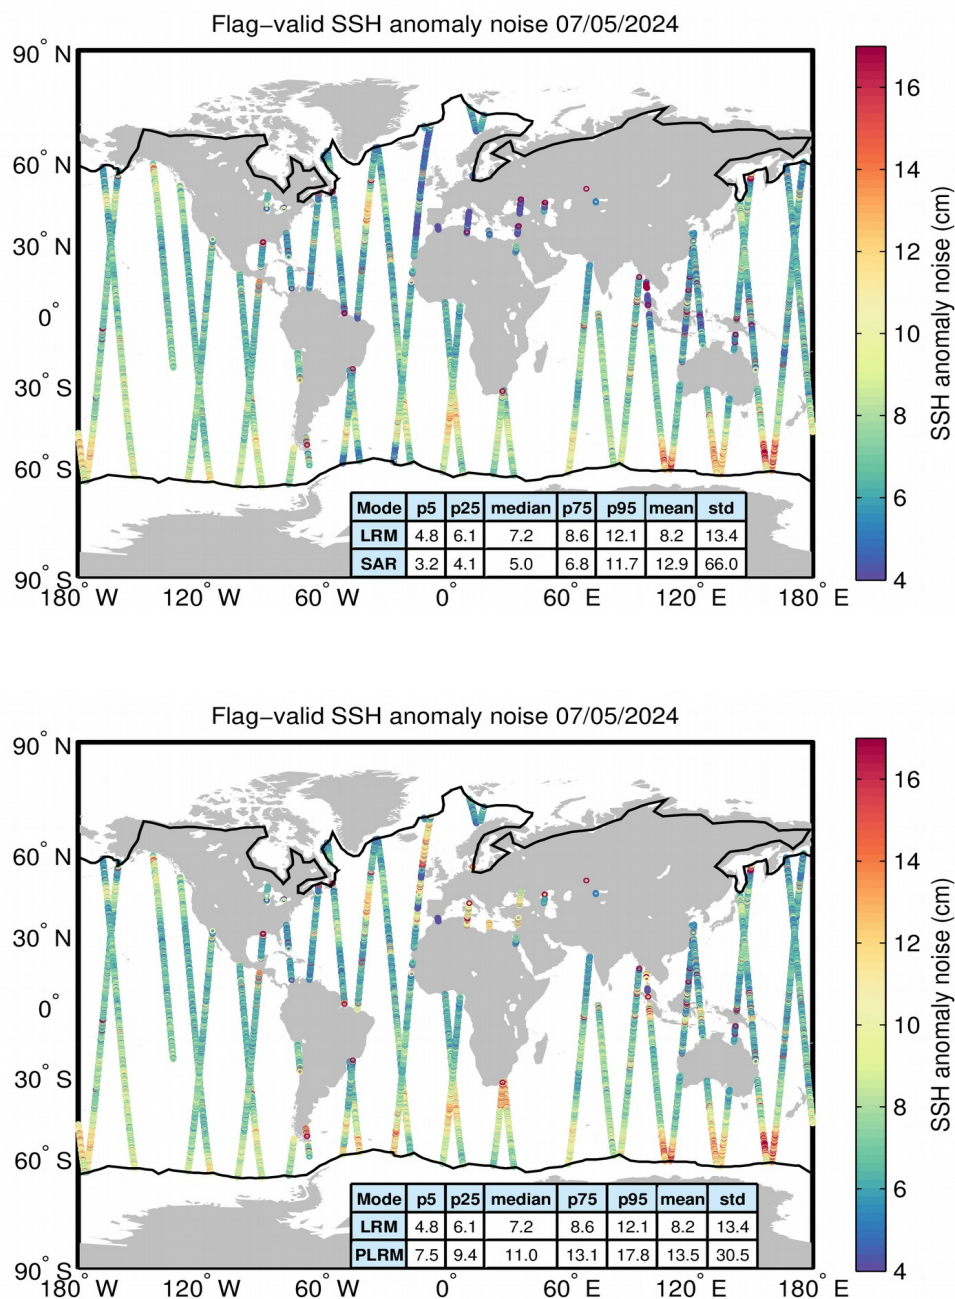 Flag−valid SSH anomaly noise 07/05/2024
90° N
60° N
30° N
0°
30° S
60° S
90° S
180° W 120° W 60° W 0° 60° E 120° E 180° E
Mode p5 p25 median p75 p95 mean std
LRM 4.8 6.1 7.2 8.6 12.1 8.2 13.4
SAR 3.2 4.1 5.0 6.8 11.7 12.9 66.0
16
14
12
10
8
6
4
SSH anomaly noise (cm)
Flag−valid SSH anomaly noise 07/05/2024
90° N
60° N
30° N
0°
30° S
60° S
90° S
180° W 120° W 60° W 0° 60° E 120° E 180° E
Mode p5 p25 median p75 p95 mean std
LRM 4.8 6.1 7.2 8.6 12.1 8.2 13.4
PLRM 7.5 9.4 11.0 13.1 17.8 13.5 30.5
16
14
12
10
8
6
4
SSH anomaly noise (cm)